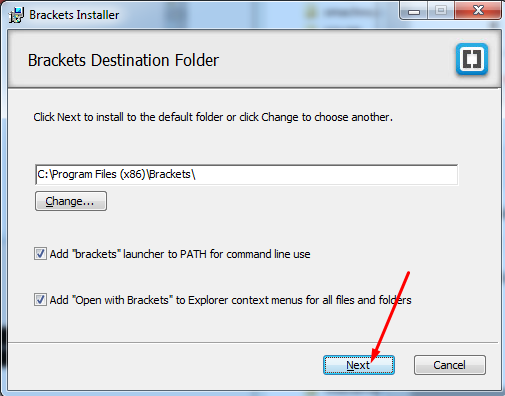 Brackets Installer
Brackets Destination Folder
Click Next to install to the default folder or click Change to choose another.
C:\Program Files (x86)\Brackets\
Change...
Add "brackets" launcher to PATH for command line use
Add "Open with Brackets" to Explorer context menus for all files and folders
Next
Cancel